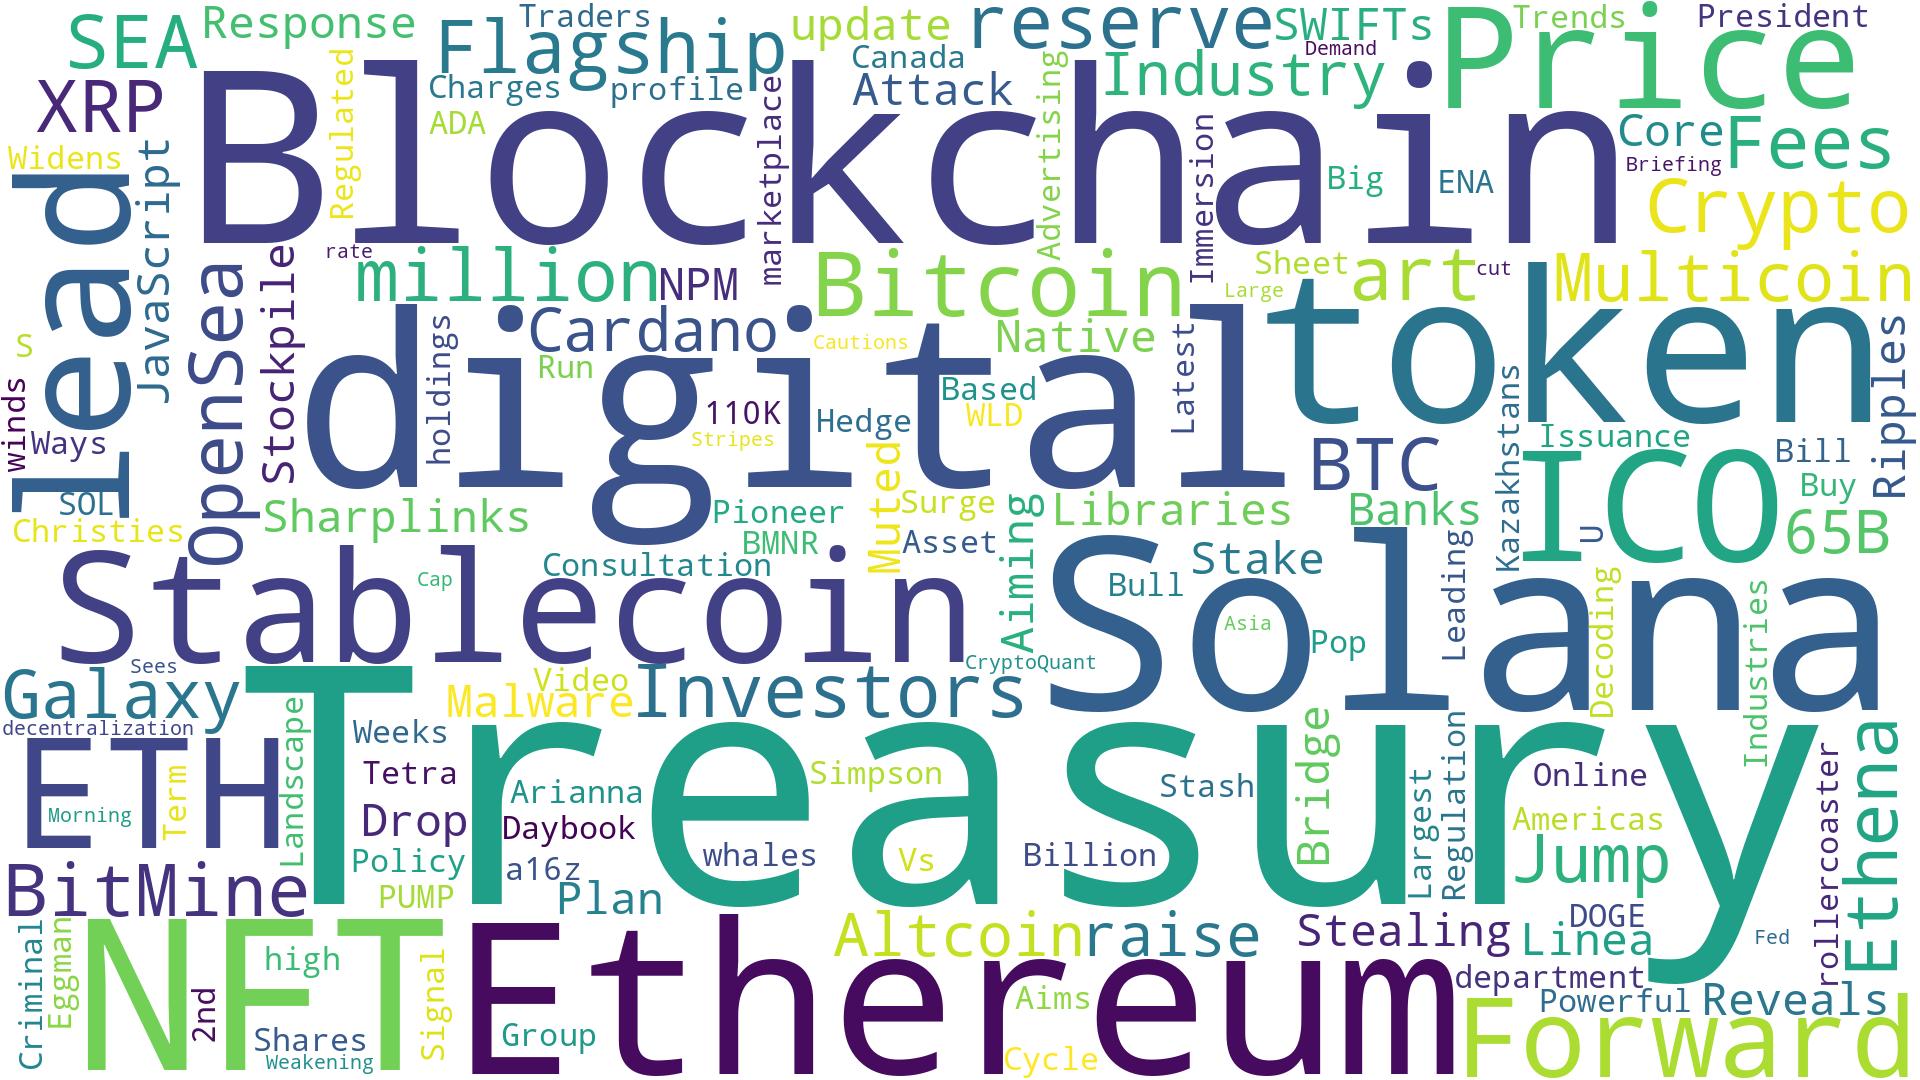 SEA
Response
Traders
Flagship
update
reserve
SWIFTs
Demand
Price
Trends
President
XRP
Regulated
Charges
profile
ADA
marketplace
Canada
Attack
Advertising
Industry
Blockchain
Immersion
Big
ENA
Core
Briefing
Fees
Widens
lead
JavaScript
Crypto
OpenSea
Stockpile
rate
million
NPM
Bitcoin
Sheet
Large
art
cut
Multicoin
token
S
winds
Ways
SOL
Christies
holdings
Cardano
Run
digital
Cautions
Native
Latest
110K
Stripes
Hedge
Based
WLD
BTC
Kazakhstans
Issuance
Bill
Ripples
Buy
ICO
U
65B
Sharplinks
Pioneer
BMNR
Muted
Surge
Asset
Aiming
Libraries
Banks
Stablecoin
Cap
Consultation
Solana
Bull
Stake
Asia
Pop
Leading
Decoding
Industries
Sees
Galaxy
decentralization
CryptoQuant
Video
Malware
Investors
Treasury
ETH
Morning
Term
Landscape
Weeks
Tetra
Drop
Policy
PUMP
Arianna
Daybook
a16z
Plan
Simpson
whales
Vs
Billion
Stash
Bridge
Largest
Regulation
Online
Americas
Jump
rollercoaster
Ethena
BitMine
Criminal
Eggman
NFT
2nd
high
Shares
Weakening
Signal
Ethereum
Group
Altcoin
raise
Aims
Cycle
Stealing
DOGE
Linea
Fed
department
Powerful
Reveals
Forward